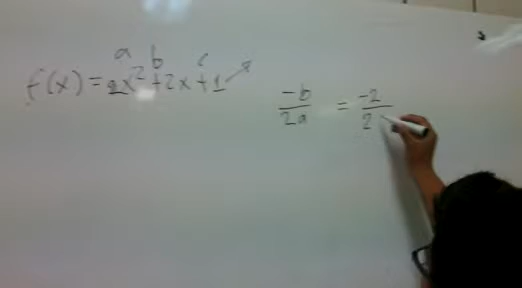 a b c
f(x) = 2x² + 2x + 1
-b / 2a = -2 / 2